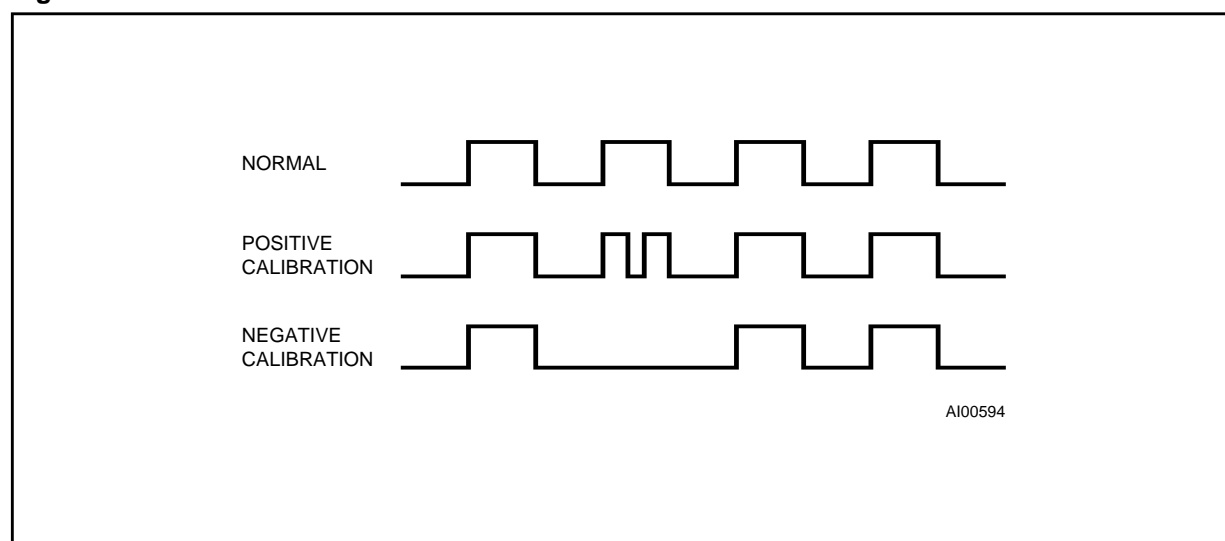 NORMAL
POSITIVE
CALIBRATION
NEGATIVE
CALIBRATION
AI00594